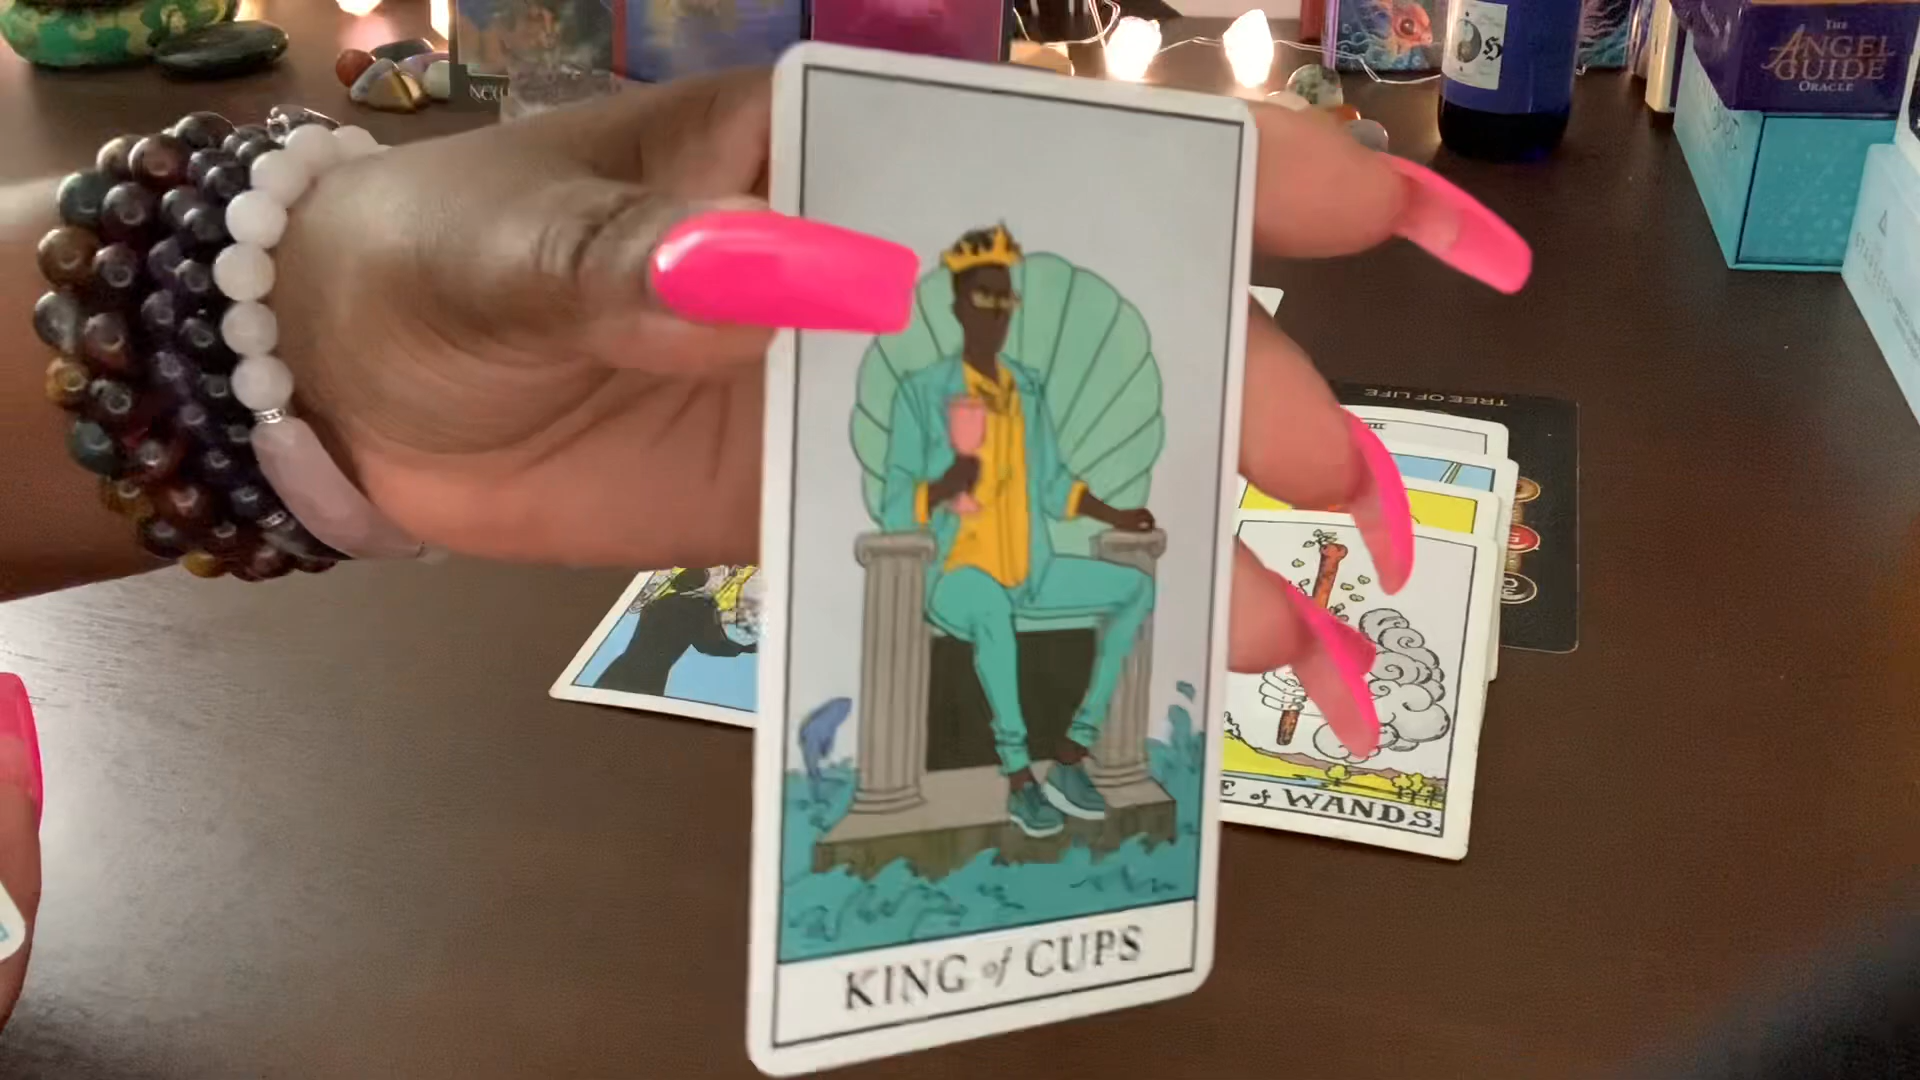 THE
ANGEL
GUIDE
ORACLE
TREE OF LIFE
E of WANDS.
KING of CUPS